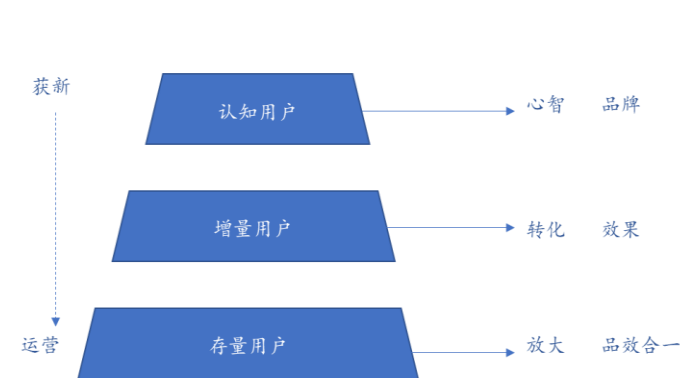 获新
认知用户
心智 品牌
增量用户
转化 效果
运营
存量用户
放大 品效合一